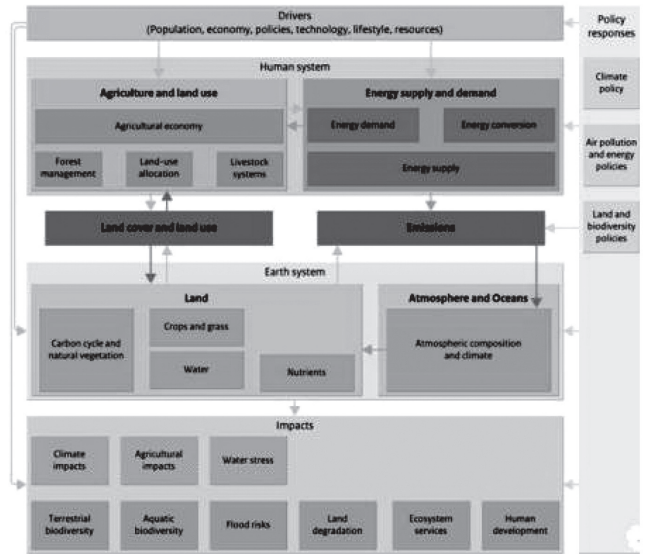 Drivers
(Population, economy, policies, technology, lifestyle, resources)
Policy
responses
Human system
Agriculture and land use
Energy supply and demand
Climate
policy
Agricultural economy
Energy demand
Energy conversion
Air pollution
and energy
policies
Forest
management
Land-use
allocation
Livestock
systems
Energy supply
Land cover and land use
Emissions
Land and
biodiversity
policies
Earth system
Land
Atmosphere and Oceans
Carbon cycle and
natural vegetation
Crops and grass
Water
Nutrients
Atmospheric composition
and climate
Impacts
Climate
impacts
Agricultural
impacts
Water stress
Terrestrial
biodiversity
Aquatic
biodiversity
Flood risks
Land
degradation
Ecosystem
services
Human
development